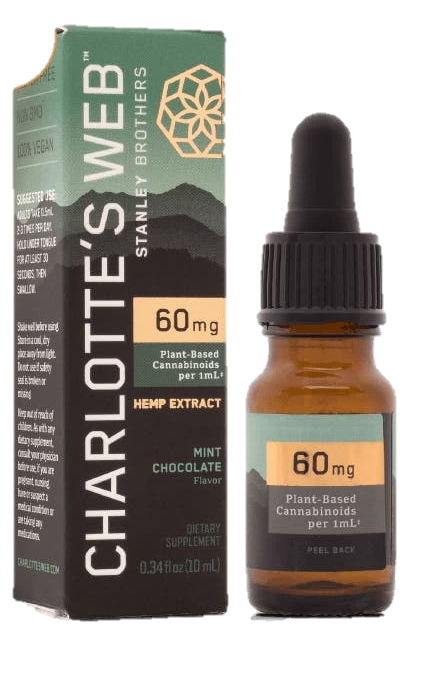 FREE
NON GMO
100% VEGAN
SUGGESTED USE:
ADULTS TAKE 0.5mL
2-3 TIMES PER DAY.
HOLD UNDER TONGUE
FOR AT LEAST 30
SECONDS, THEN
SWALLOW.
Shake well before using.
Store in a cool, dry
place away from light.
Do not use if safety
seal is broken or
missing.
Keep out of reach of
children. As with any
dietary supplement,
consult your physician
before use, if you are
pregnant, nursing,
have or suspect a
medical condition or
are taking any
medications.
CHARLOTTESWEB.COM
CHARLOTTE'S WEB™
STANLEY BROTHERS
60mg
Plant-Based
Cannabinoids
per 1mL‡
HEMP EXTRACT
MINT
CHOCOLATE
Flavor
DIETARY
SUPPLEMENT
0.34 fl oz (10 mL)
60mg
Plant-Based
Cannabinoids
per 1mL‡
PEEL BACK